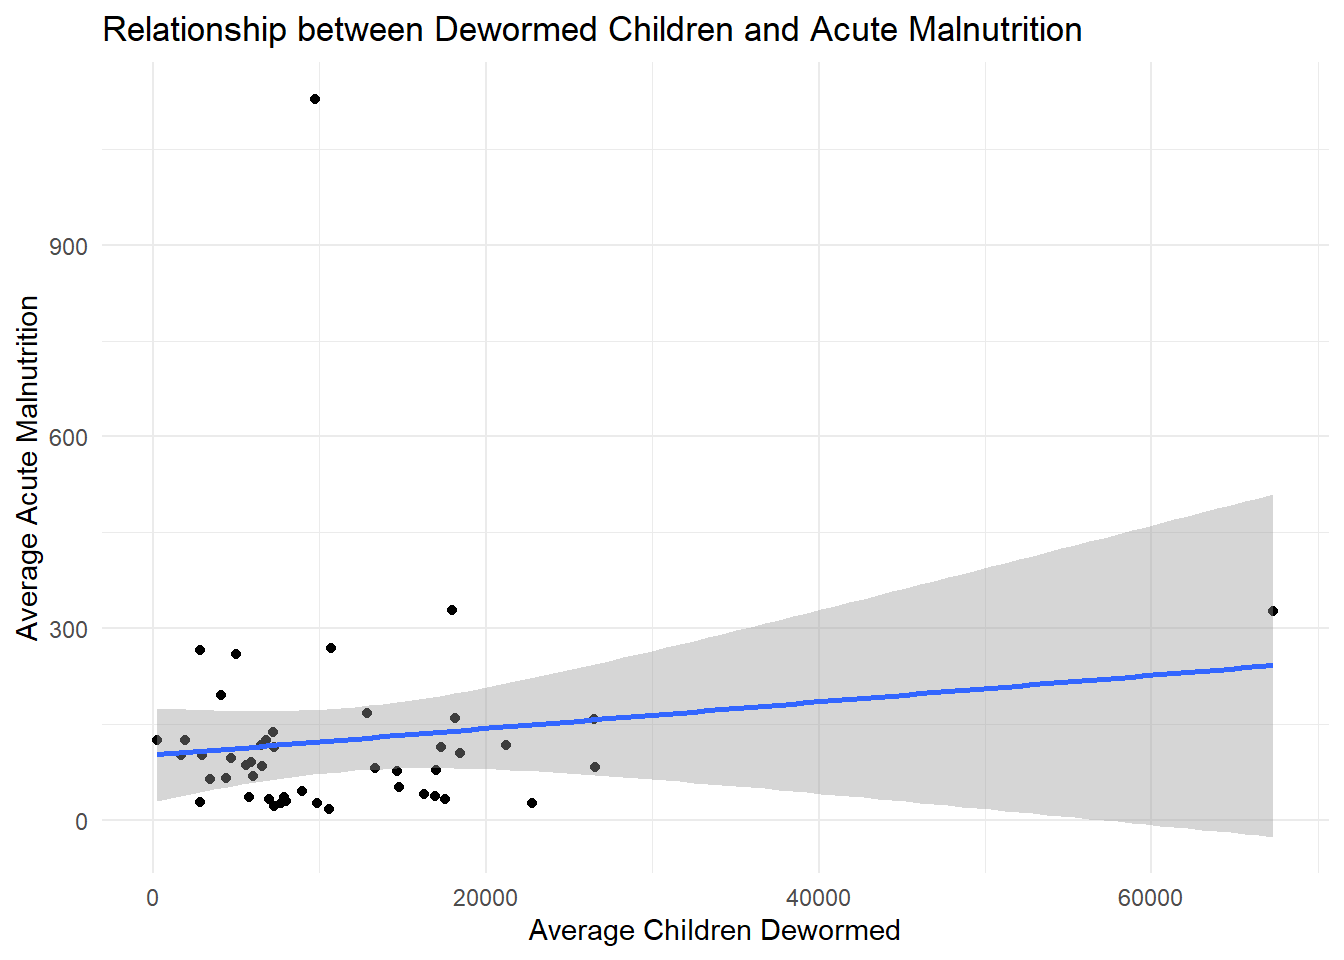 Relationship between Dewormed Children and Acute Malnutrition
Average Acute Malnutrition
900
600
300
0
0
20000
40000
60000
Average Children Dewormed